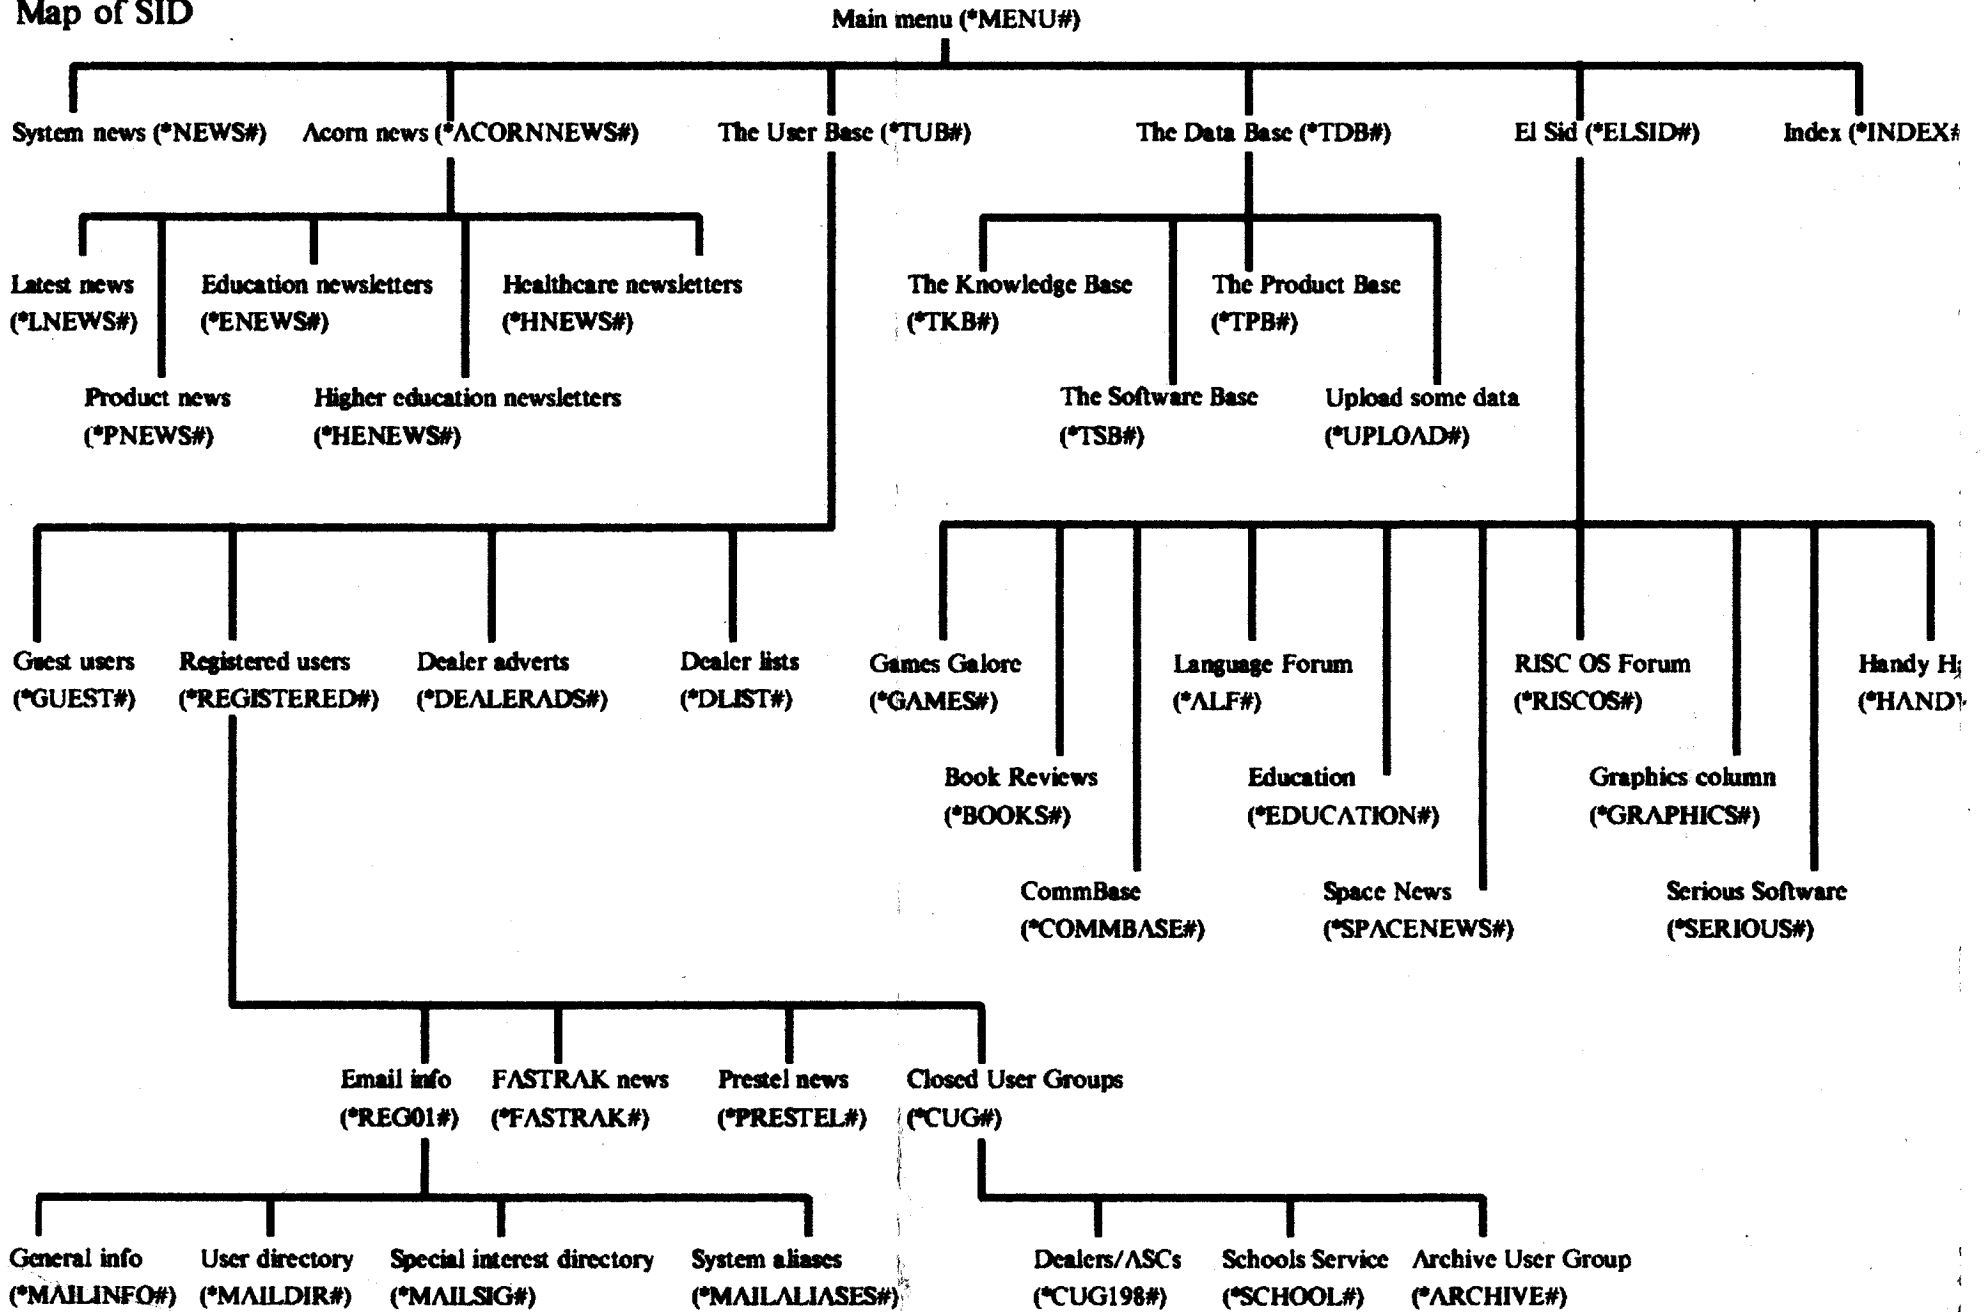 Map of SID
Main menu (*MENU#)
System news (*NEWS#) Acorn news (*ACORNNEWS#) The User Base (*TUB#) The Data Base (*TDB#) El Sid (*ELSID#) Index (*INDEX#
Latest news Education newsletters Healthcare newsletters The Knowledge Base The Product Base
(*LNEWS#) (*ENEWS#) (*HNEWS#) (*TKB#) (*TPB#)
Product news Higher education newsletters The Software Base Upload some data
(*PNEWS#) (*HENEWS#) (*TSB#) (*UPLOAD#)
Guest users Registered users Dealer adverts Dealer lists Games Galore Language Forum RISC OS Forum Handy
(*GUEST#) (*REGISTERED#) (*DEALERADS#) (*DLIST#) (*GAMES#) (*ALF#) (*RISCOS#) (*HAND
Book Reviews Education Graphics column
(*BOOKS#) (*EDUCATION#) (*GRAPHICS#)
CommBase Space News Serious Software
(*COMMBASE#) (*SPACENEWS#) (*SERIOUS#)
Email info FASTRAK news Prestel news Closed User Groups
(*REG01#) (*FASTRAK#) (*PRESTEL#) (*CUG#)
General info User directory Special interest directory System aliases Dealers/ASCs Schools Service Archive User Group
(*MAILINFO#) (*MAILDIR#) (*MAILSIG#) (*MAILALIASES#) (*CUG198#) (*SCHOOL#) (*ARCHIVE#)